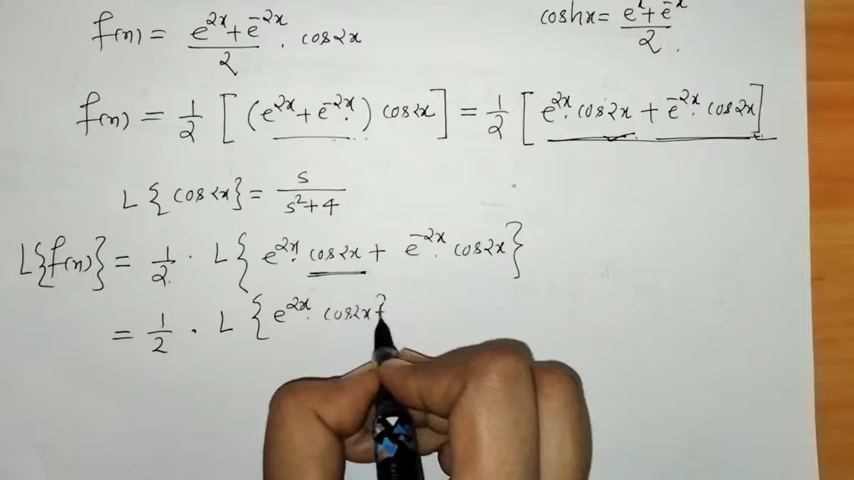 f(n) = e^2x + e^-2x / 2 . cos2x
coshx = e^x + e^-x / 2 .
f(n) = 1/2 [ (e^2x + e^-2x) cos2x ] = 1/2 [ e^2x . cos2x + e^-2x . cos2x ]
L { cos2x } = s / s^2 + 4
L{f(n)} = 1/2 . L { e^2x . cos2x + e^-2x . cos2x }
= 1/2 . L { e^2x . cos2x }